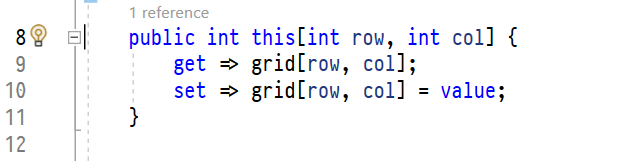 1 reference
8 public int this[int row, int col] {
9 get => grid[row, col];
10 set => grid[row, col] = value;
11 }
12